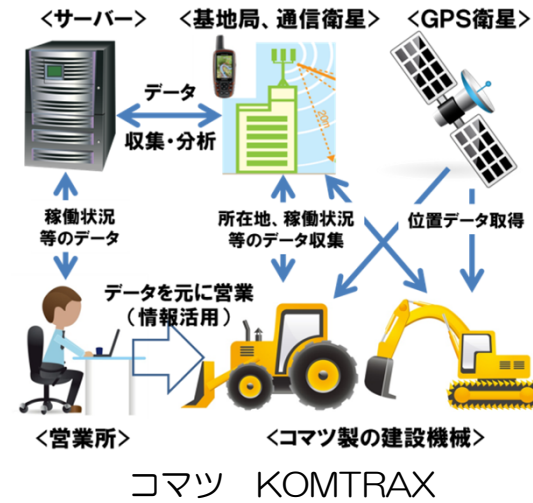 <サーバー>
<基地局、通信衛星>
<GPS衛星>
データ
収集・分析
20m
稼働状況
等のデータ
所在地、稼働状況
等のデータ収集
位置データ取得
データを元に営業
(情報活用)
<営業所>
<コマツ製の建設機械>
コマツ KOMTRAX